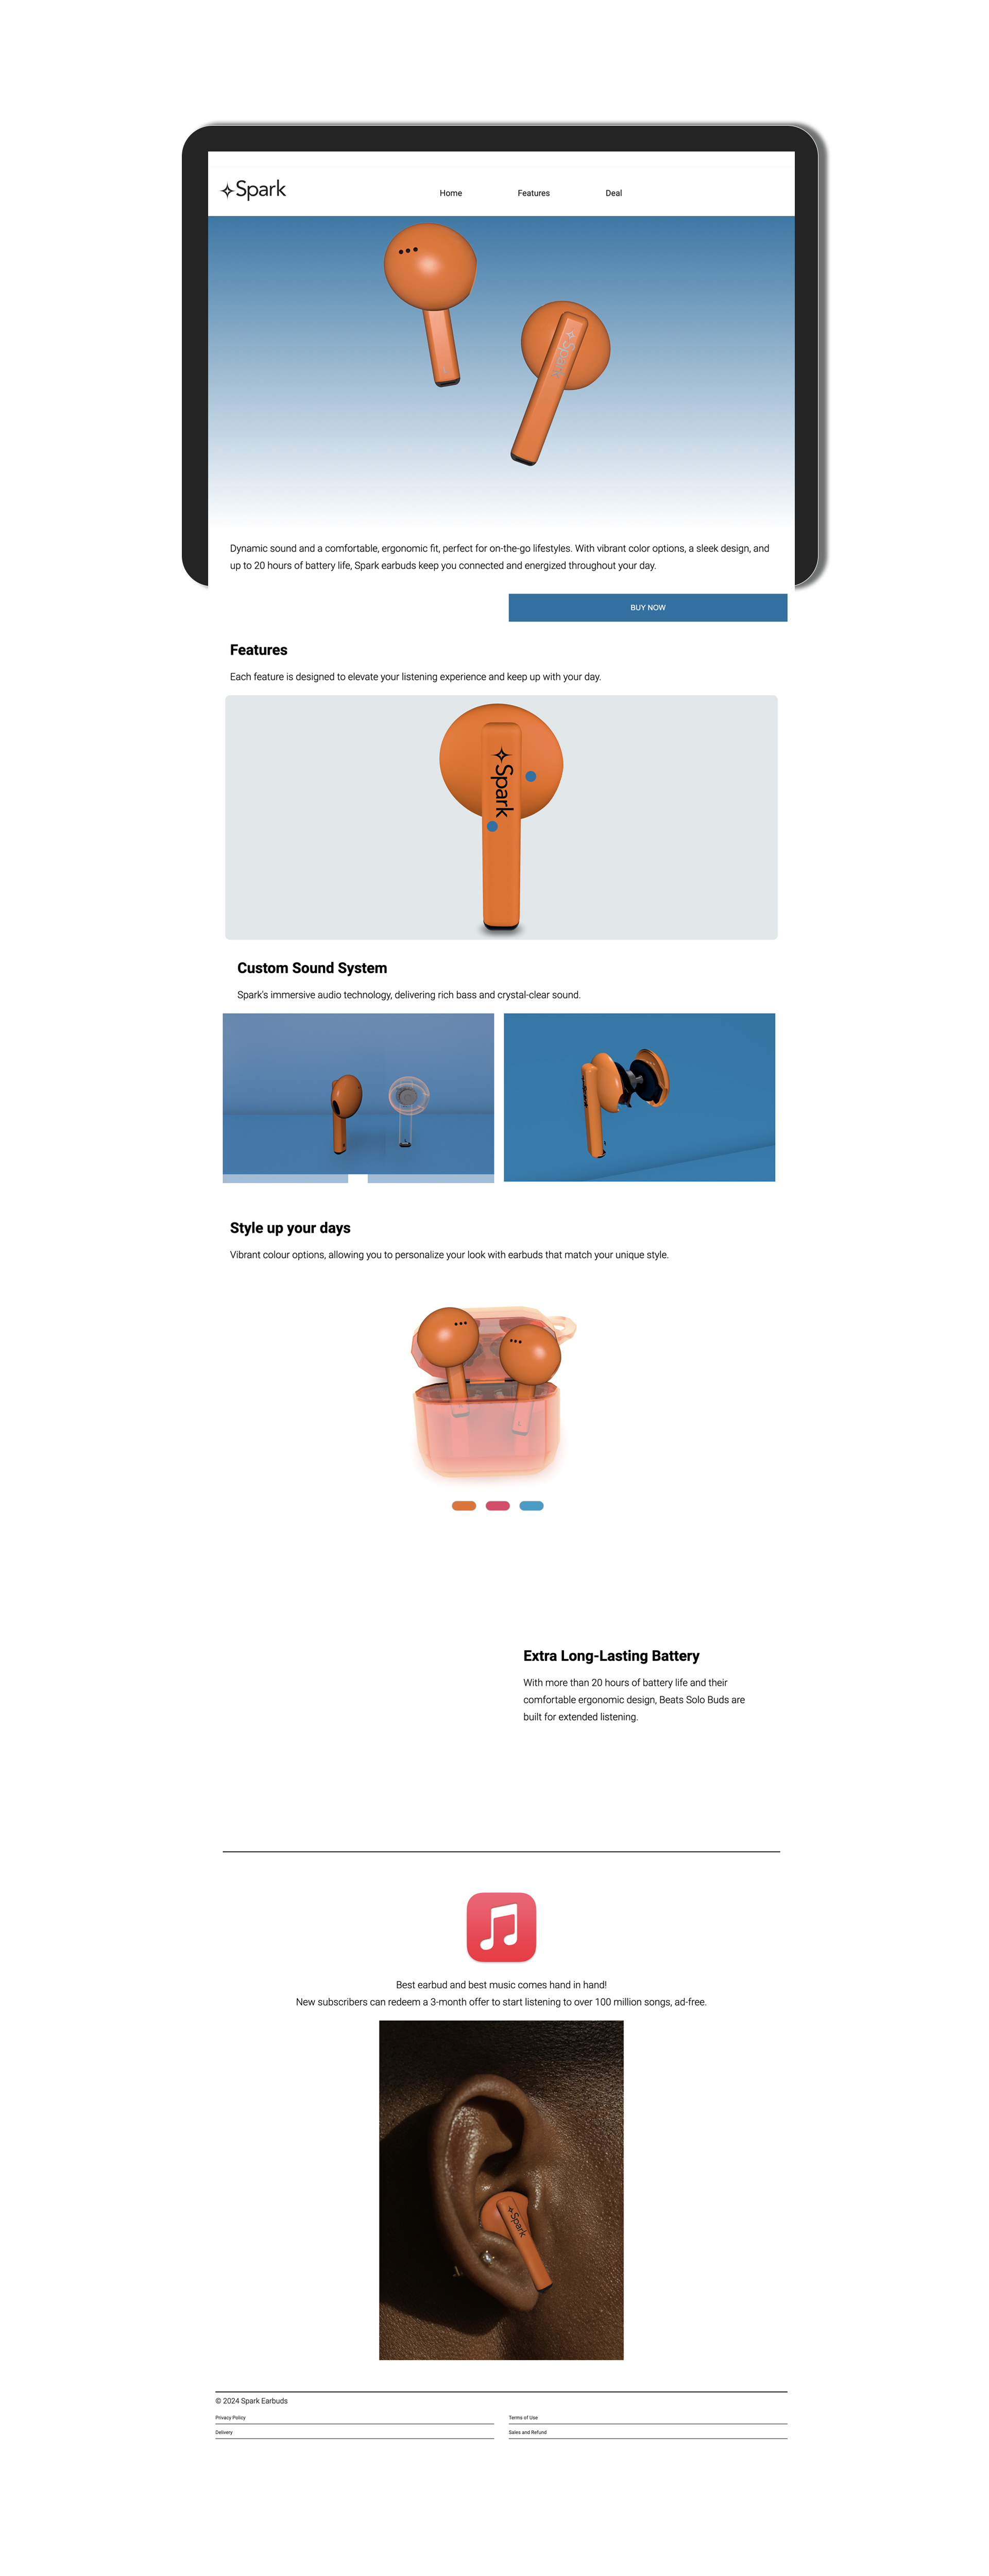 Spark
Home Features Deal
Spark
Dynamic sound and a comfortable, ergonomic fit, perfect for on-the-go lifestyles. With vibrant color options, a sleek design, and
up to 20 hours of battery life, Spark earbuds keep you connected and energized throughout your day.
BUY NOW
Features
Each feature is designed to elevate your listening experience and keep up with your day.
Spark
Custom Sound System
Spark's immersive audio technology, delivering rich bass and crystal-clear sound.
Style up your days
Vibrant colour options, allowing you to personalize your look with earbuds that match your unique style.
Extra Long-Lasting Battery
With more than 20 hours of battery life and their
comfortable ergonomic design, Beats Solo Buds are
built for extended listening.
Best earbud and best music comes hand in hand!
New subscribers can redeem a 3-month offer to start listening to over 100 million songs, ad-free.
Spark
© 2024 Spark Earbuds
Privacy Policy Terms of Use
Delivery Sales and Refund